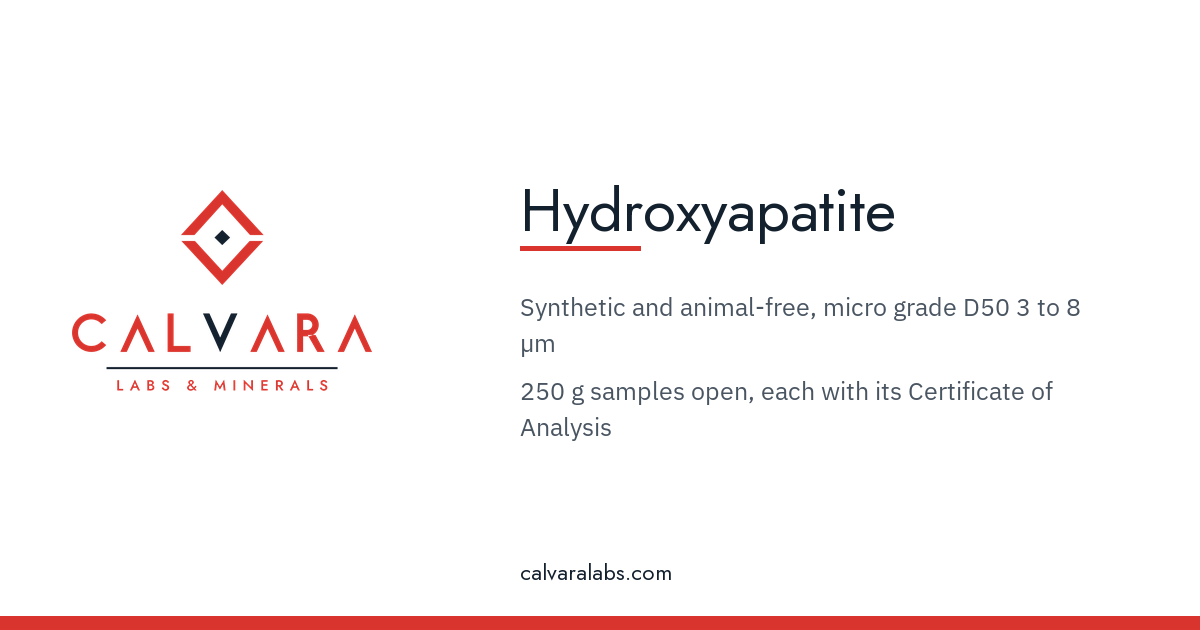 CALVARA
LABS & MINERALS
Hydroxyapatite
Synthetic and animal-free, micro grade D50 3 to 8
µm
250 g samples open, each with its Certificate of
Analysis
calvaralabs.com